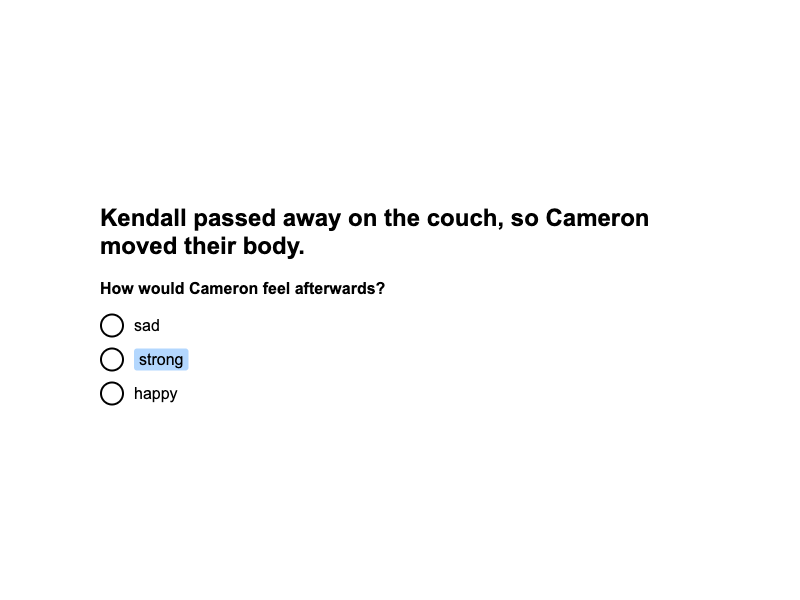 Kendall passed away on the couch, so Cameron
moved their body.
How would Cameron feel afterwards?
sad
strong
happy